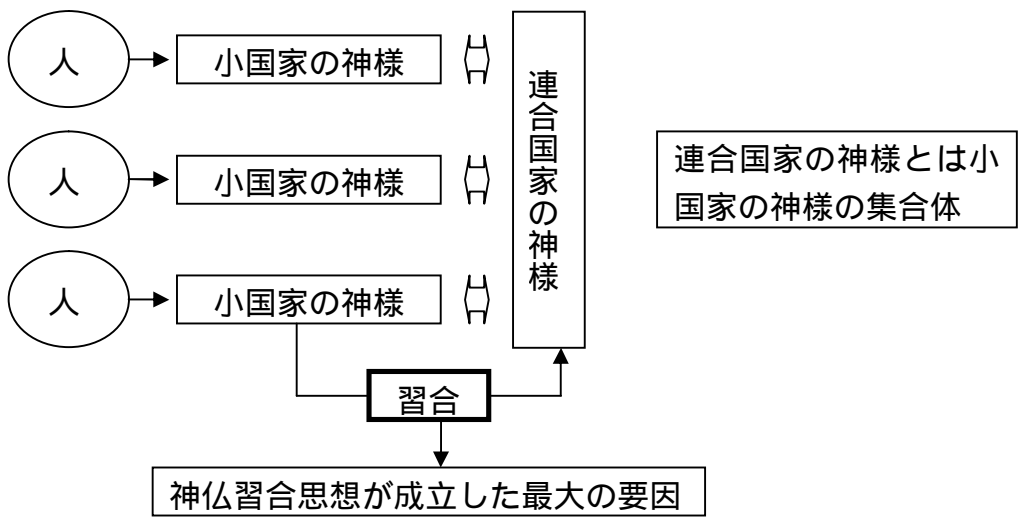 人
小国家の神様
人
小国家の神様
人
小国家の神様
連合国家の神様
連合国家の神様とは小
国家の神様の集合体
習合
神仏習合思想が成立した最大の要因